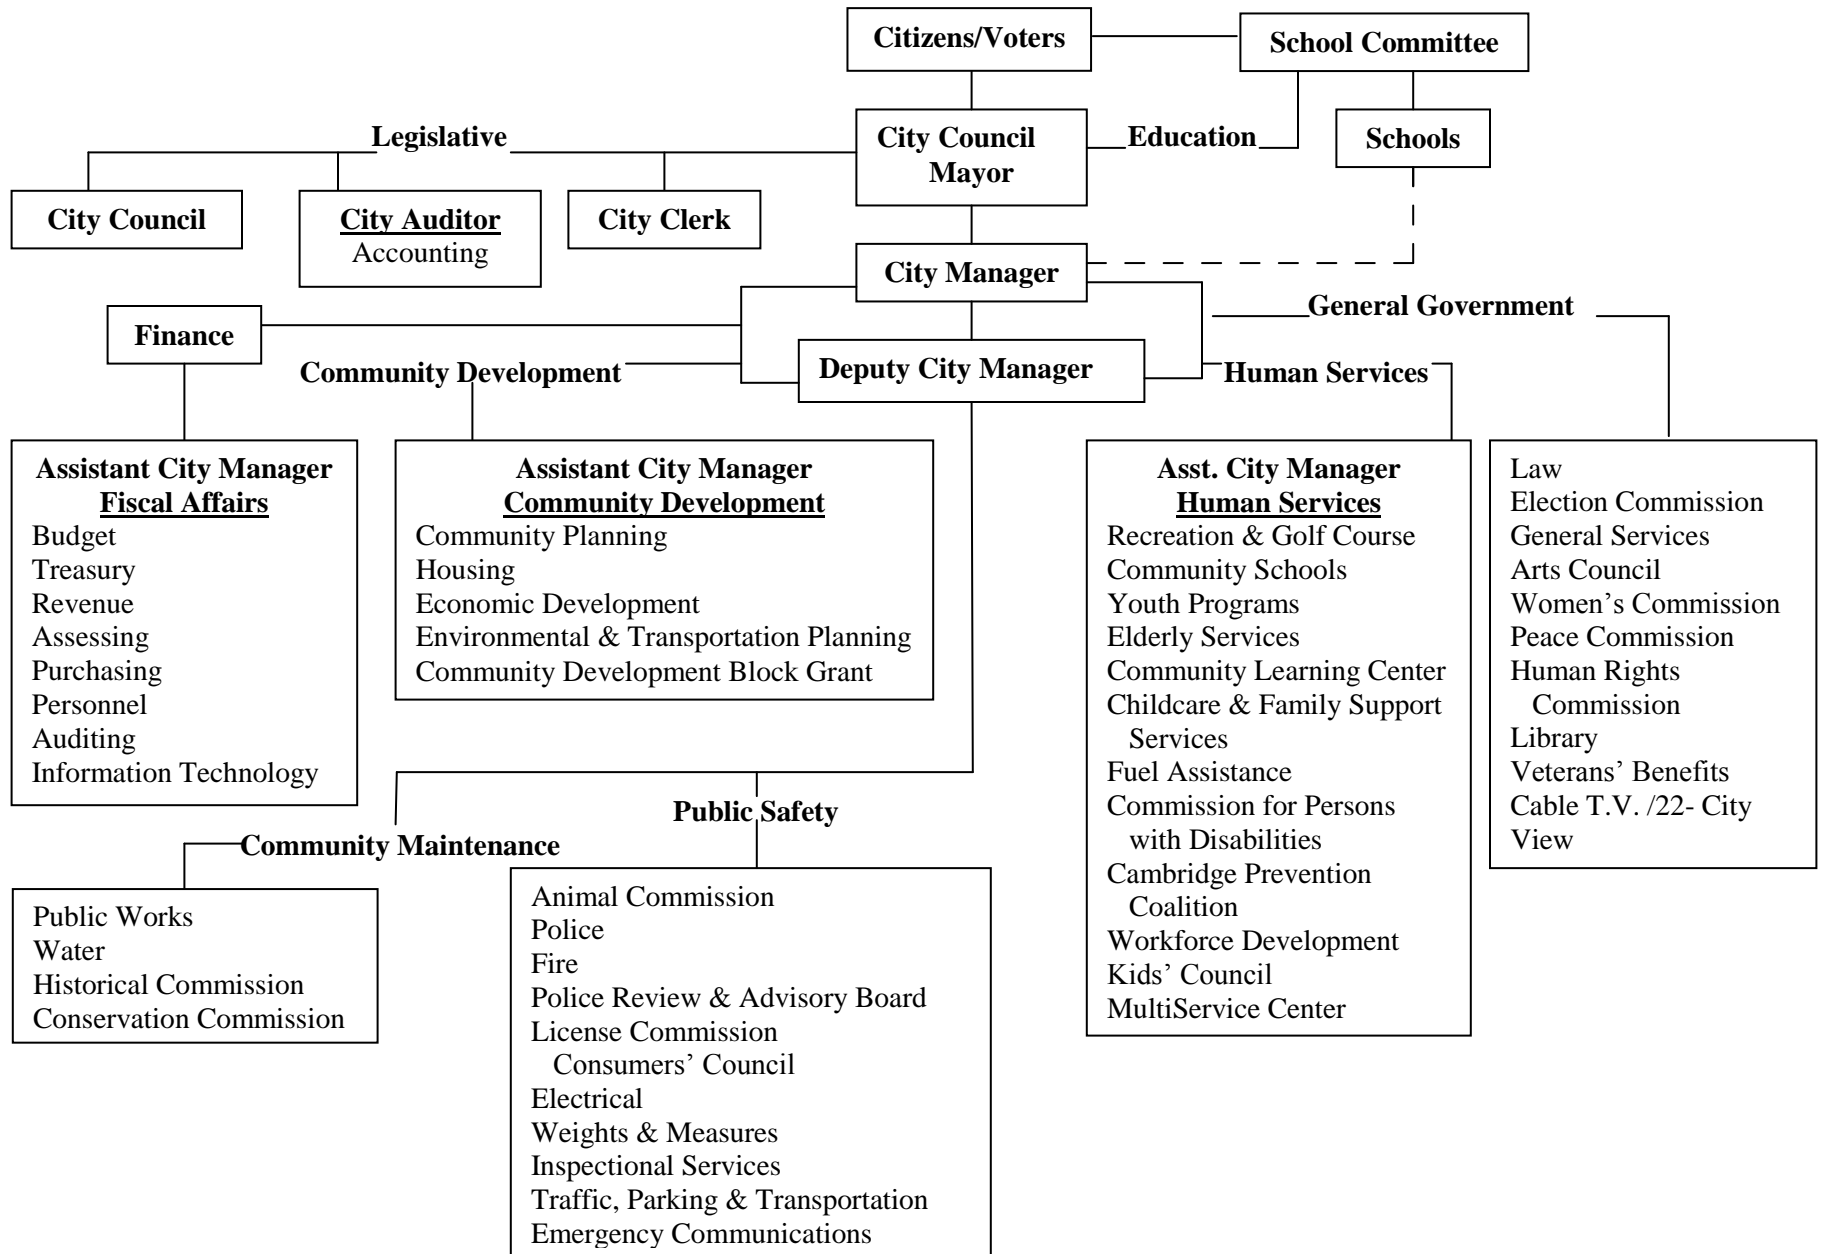 Citizens/Voters
School Committee
Legislative
City Council
Mayor
Education
Schools
City Council
City Auditor
Accounting
City Clerk
City Manager
General Government
Finance
Community Development
Deputy City Manager
Human Services
Assistant City Manager
Fiscal Affairs
Budget
Treasury
Revenue
Assessing
Purchasing
Personnel
Auditing
Information Technology
Assistant City Manager
Community Development
Community Planning
Housing
Economic Development
Environmental & Transportation Planning
Community Development Block Grant
Asst. City Manager
Human Services
Recreation & Golf Course
Community Schools
Youth Programs
Elderly Services
Community Learning Center
Childcare & Family Support
Services
Fuel Assistance
Commission for Persons
with Disabilities
Cambridge Prevention
Coalition
Workforce Development
Kids’ Council
MultiService Center
Law
Election Commission
General Services
Arts Council
Women’s Commission
Peace Commission
Human Rights
Commission
Library
Veterans’ Benefits
Cable T.V. /22- City
View
Community Maintenance
Public Works
Water
Historical Commission
Conservation Commission
Public Safety
Animal Commission
Police
Fire
Police Review & Advisory Board
License Commission
Consumers’ Council
Electrical
Weights & Measures
Inspectional Services
Traffic, Parking & Transportation
Emergency Communications